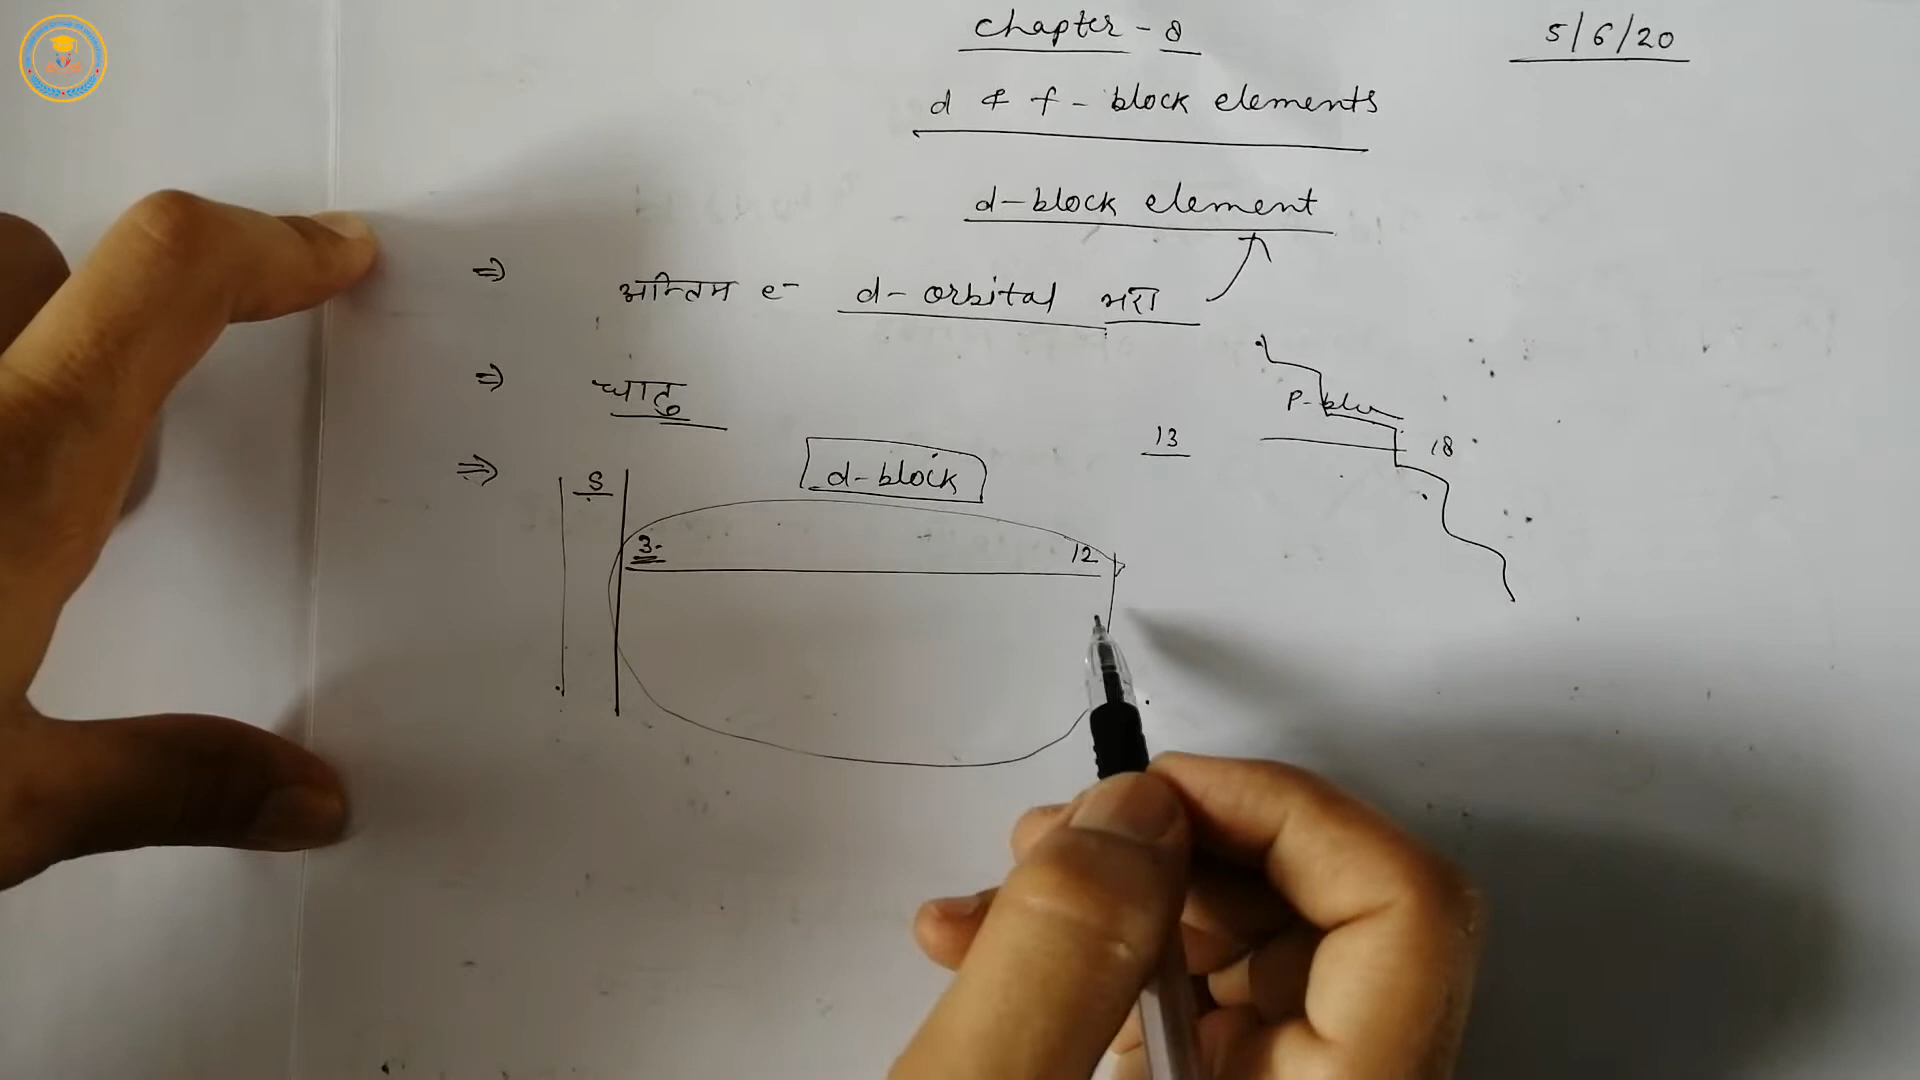 Chapter - 8
5/6/20
d & f - block elements
d-block element
⇒ अन्तिम e- d-orbital भरा
⇒ धातु
P-
13 18
⇒ S d-block
3- 12